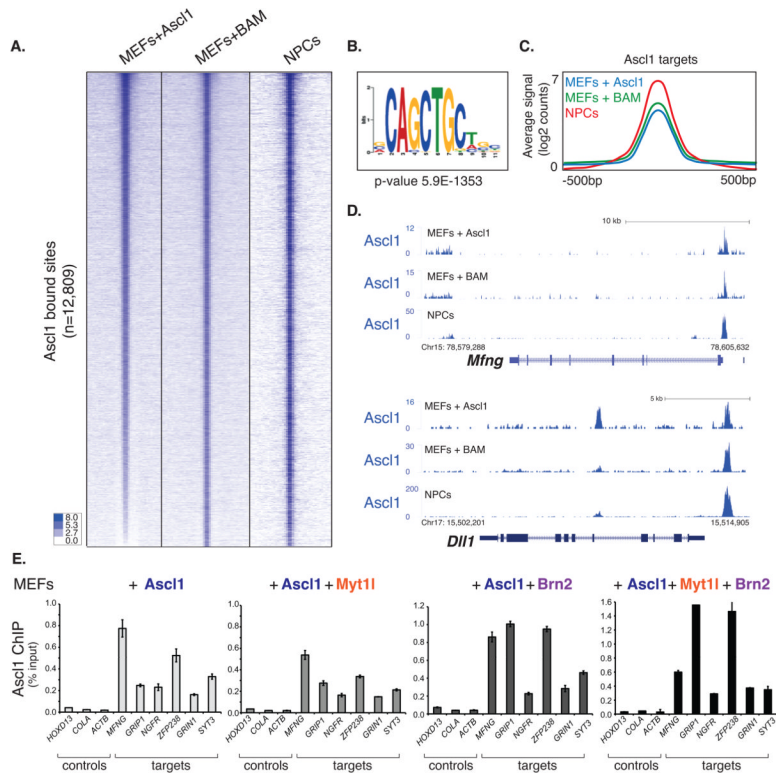 A.
MEFs+Ascl1
MEFs+BAM
NPCs
Ascl1 bound sites
(n=12,809)
8.0
5.3
2.7
0.0
B.
2
1
0
bits
CAGCTGCT
p-value 5.9E-1353
C.
Ascl1 targets
Average signal
(log2 counts)
7
0
MEFs + Ascl1
MEFs + BAM
NPCs
-500bp
500bp
D.
10 kb
Ascl1
12
0
MEFs + Ascl1
Ascl1
15
0
MEFs + BAM
Ascl1
50
0
NPCs
Chr15: 78,579,288
78,605,632
Mfng
5 kb
Ascl1
16
0
MEFs + Ascl1
Ascl1
30
0
MEFs + BAM
Ascl1
200
0
NPCs
Chr17: 15,502,201
15,514,905
Dll1
E.
MEFs
+ Ascl1
+ Ascl1 + Myt1l
+ Ascl1 + Brn2
+ Ascl1+ Myt1l + Brn2
Ascl1 ChIP
(% input)
1.0
0.8
0.6
0.4
0.2
0.0
HOXD13
COLA
ACTB
MFNG
GRIP1
NGFR
ZFP238
GRIN1
SYT3
controls
targets
1.0
0.8
0.6
0.4
0.2
0.0
HOXD13
COLA
ACTB
MFNG
GRIP1
NGFR
ZFP238
GRIN1
SYT3
controls
targets
1.2
1.0
0.8
0.6
0.4
0.2
0.0
HOXD13
COLA
ACTB
MFNG
GRIP1
NGFR
ZFP238
GRIN1
SYT3
controls
targets
1.6
1.4
1.2
1.0
0.8
0.6
0.4
0.2
0.0
HOXD13
COLA
ACTB
MFNG
GRIP1
NGFR
ZFP238
GRIN1
SYT3
controls
targets